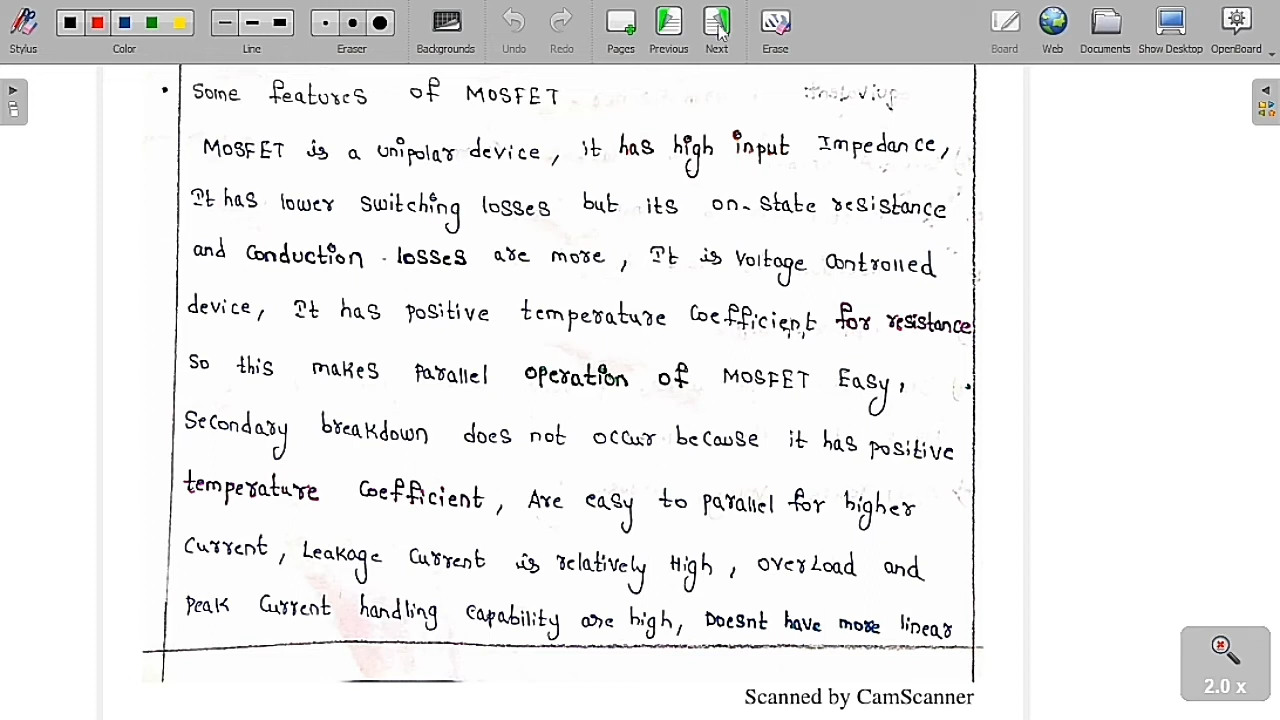 Stylus
Color
Line
Eraser
Backgrounds
Undo
Redo
Pages
Previous
Next
Erase
Board
Web
Documents
Show Desktop
OpenBoard
• Some features of MOSFET
MOSFET is a unipolar device, it has high input Impedance,
It has lower switching losses but its on-state resistance
and conduction losses are more, It is Voltage Controlled
device, It has positive temperature coefficient for resistance
So this makes parallel operation of MOSFET Easy,
Secondary breakdown does not occur because it has positive
temperature coefficient, Are easy to parallel for higher
Current, Leakage Current is relatively High, overLoad and
Peak Current handling capability are high, Doesnt have more linear
Scanned by CamScanner
2.0 x